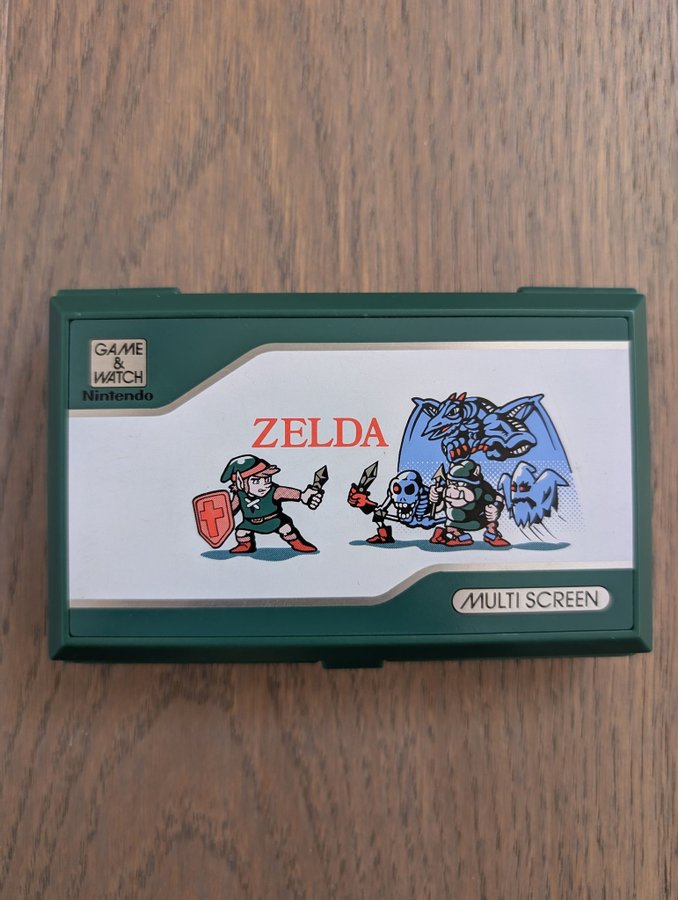 GAME
&
WATCH
Nintendo
ZELDA
MULTI SCREEN